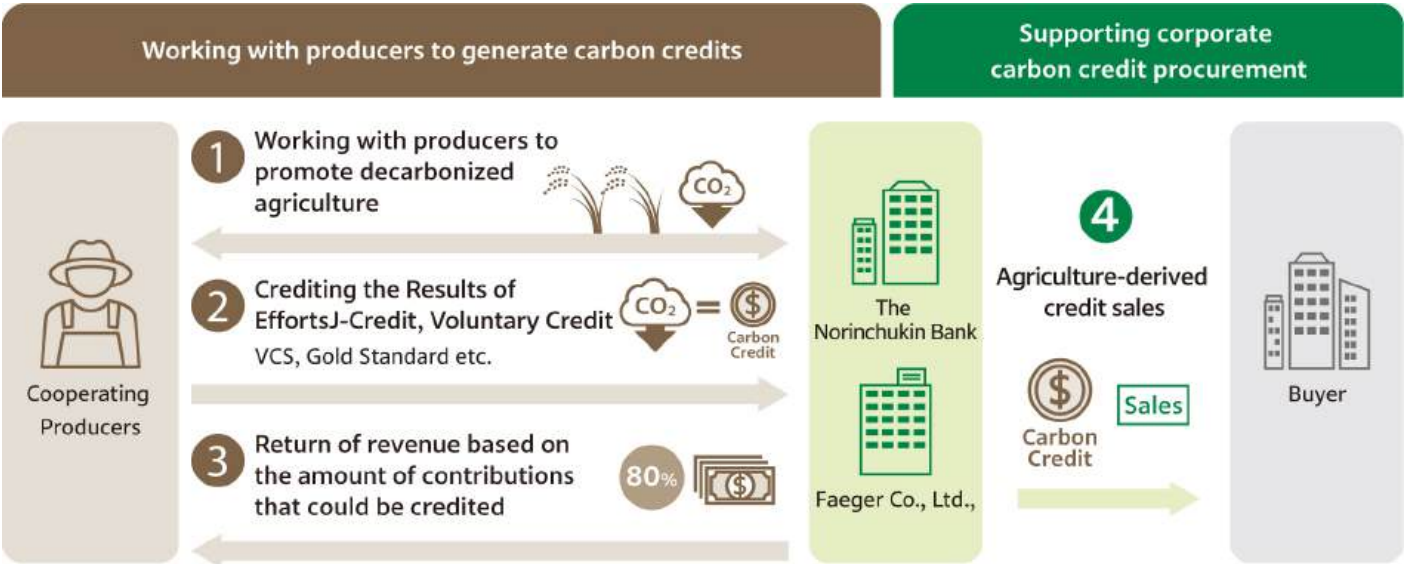 Working with producers to generate carbon credits
Supporting corporate
carbon credit procurement
1
Working with producers to
promote decarbonized
agriculture
CO₂
2
Crediting the Results of
EffortsJ-Credit, Voluntary Credit
VCS, Gold Standard etc.
CO₂
=
$
Carbon
Credit
3
Return of revenue based on
the amount of contributions
that could be credited
80%
$
Cooperating
Producers
The
Norinchukin Bank
Faeger Co., Ltd.,
4
Agriculture-derived
credit sales
$
Carbon
Credit
Sales
Buyer